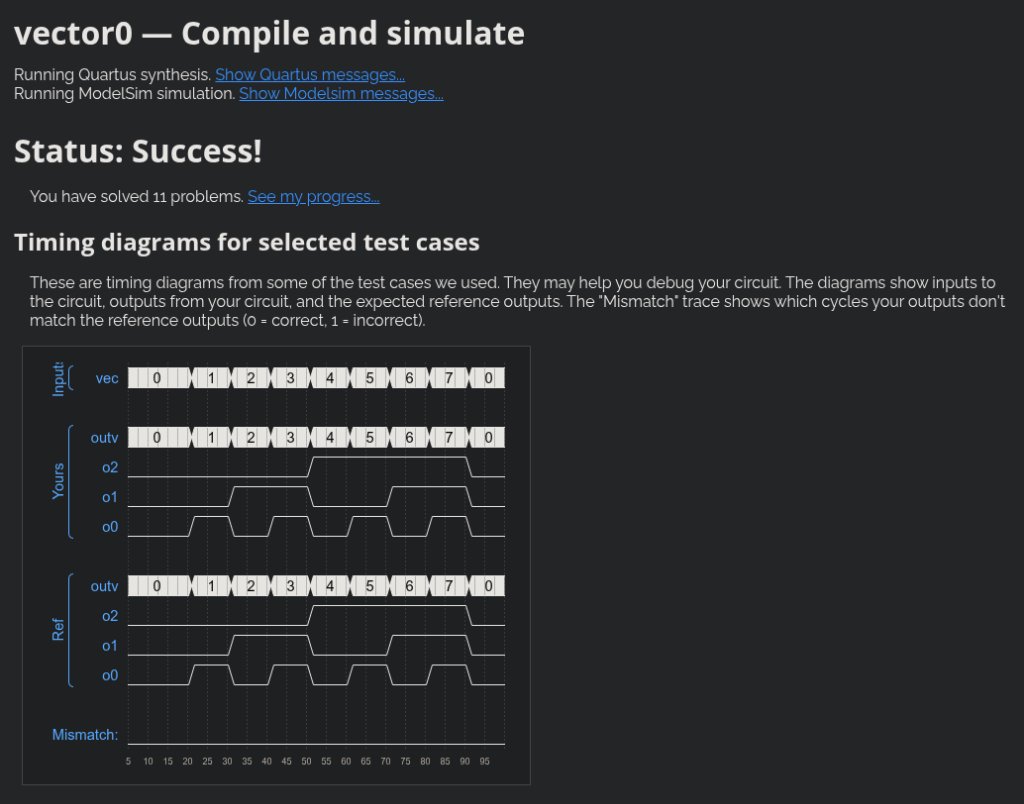 vector0 — Compile and simulate
Running Quartus synthesis. Show Quartus messages...
Running ModelSim simulation. Show Modelsim messages...
Status: Success!
You have solved 11 problems. See my progress...
Timing diagrams for selected test cases
These are timing diagrams from some of the test cases we used. They may help you debug your circuit. The diagrams show inputs to
the circuit, outputs from your circuit, and the expected reference outputs. The "Mismatch" trace shows which cycles your outputs don't
match the reference outputs (0 = correct, 1 = incorrect).
Inputs
vec 0 1 2 3 4 5 6 7 0
Yours
outv 0 1 2 3 4 5 6 7 0
o2
o1
o0
Ref
outv 0 1 2 3 4 5 6 7 0
o2
o1
o0
Mismatch:
5 10 15 20 25 30 35 40 45 50 55 60 65 70 75 80 85 90 95